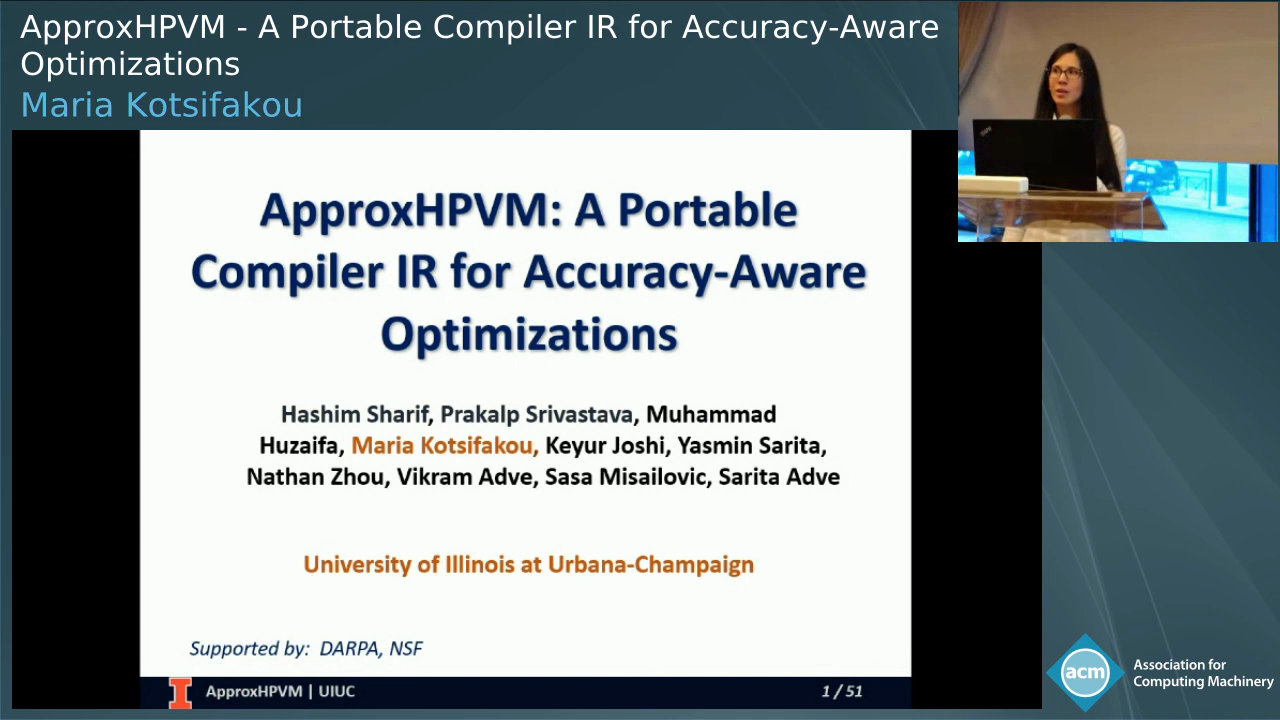 ApproxHPVM - A Portable Compiler IR for Accuracy-Aware
Optimizations
Maria Kotsifakou
ApproxHPVM: A Portable
Compiler IR for Accuracy-Aware
Optimizations
Hashim Sharif, Prakalp Srivastava, Muhammad
Huzaifa, Maria Kotsifakou, Keyur Joshi, Yasmin Sarita,
Nathan Zhou, Vikram Adve, Sasa Misailovic, Sarita Adve
University of Illinois at Urbana-Champaign
Supported by: DARPA, NSF
ApproxHPVM | UIUC
1 / 51
acm
Association for
Computing Machinery